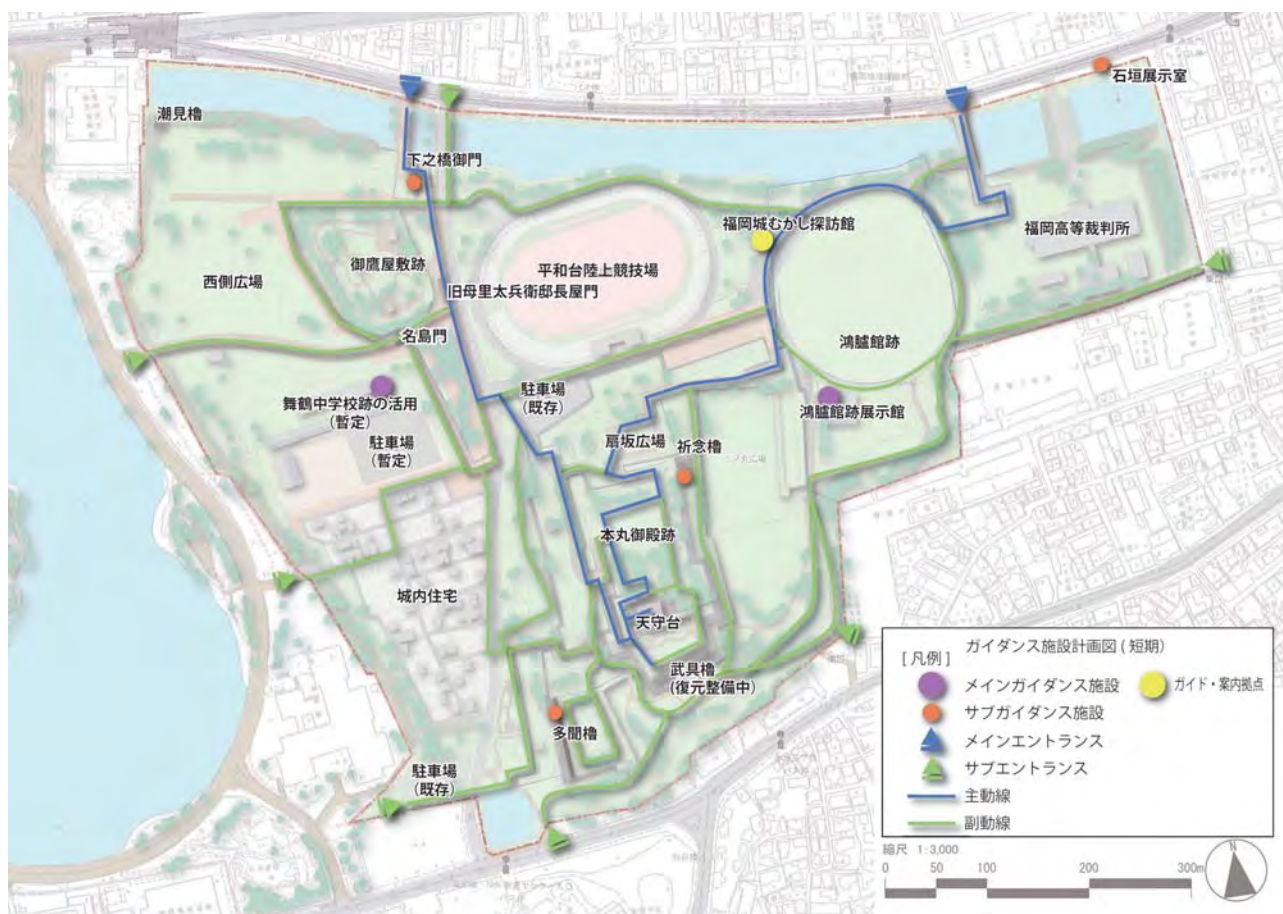 石垣展示室
潮見櫓
下之橋御門
福岡城むかし探訪館
福岡高等裁判所
御鷹屋敷跡
平和台陸上競技場
西側広場
旧母里太兵衛邸長屋門
名島門
鴻臚館跡
駐車場
(既存)
舞鶴中学校跡の活用
(暫定)
鴻臚館跡展示館
駐車場
(暫定)
扇坂広場
祈念櫓
本丸御殿跡
城内住宅
天守台
武具櫓
(復元整備中)
多聞櫓
駐車場
(既存)
[ 凡例 ]
ガイダンス施設計画図 ( 短期)
メインガイダンス施設
ガイド・案内拠点
サブガイダンス施設
メインエントランス
サブエントランス
主動線
副動線
縮尺 1:3,000
0 50 100 200 300m
N